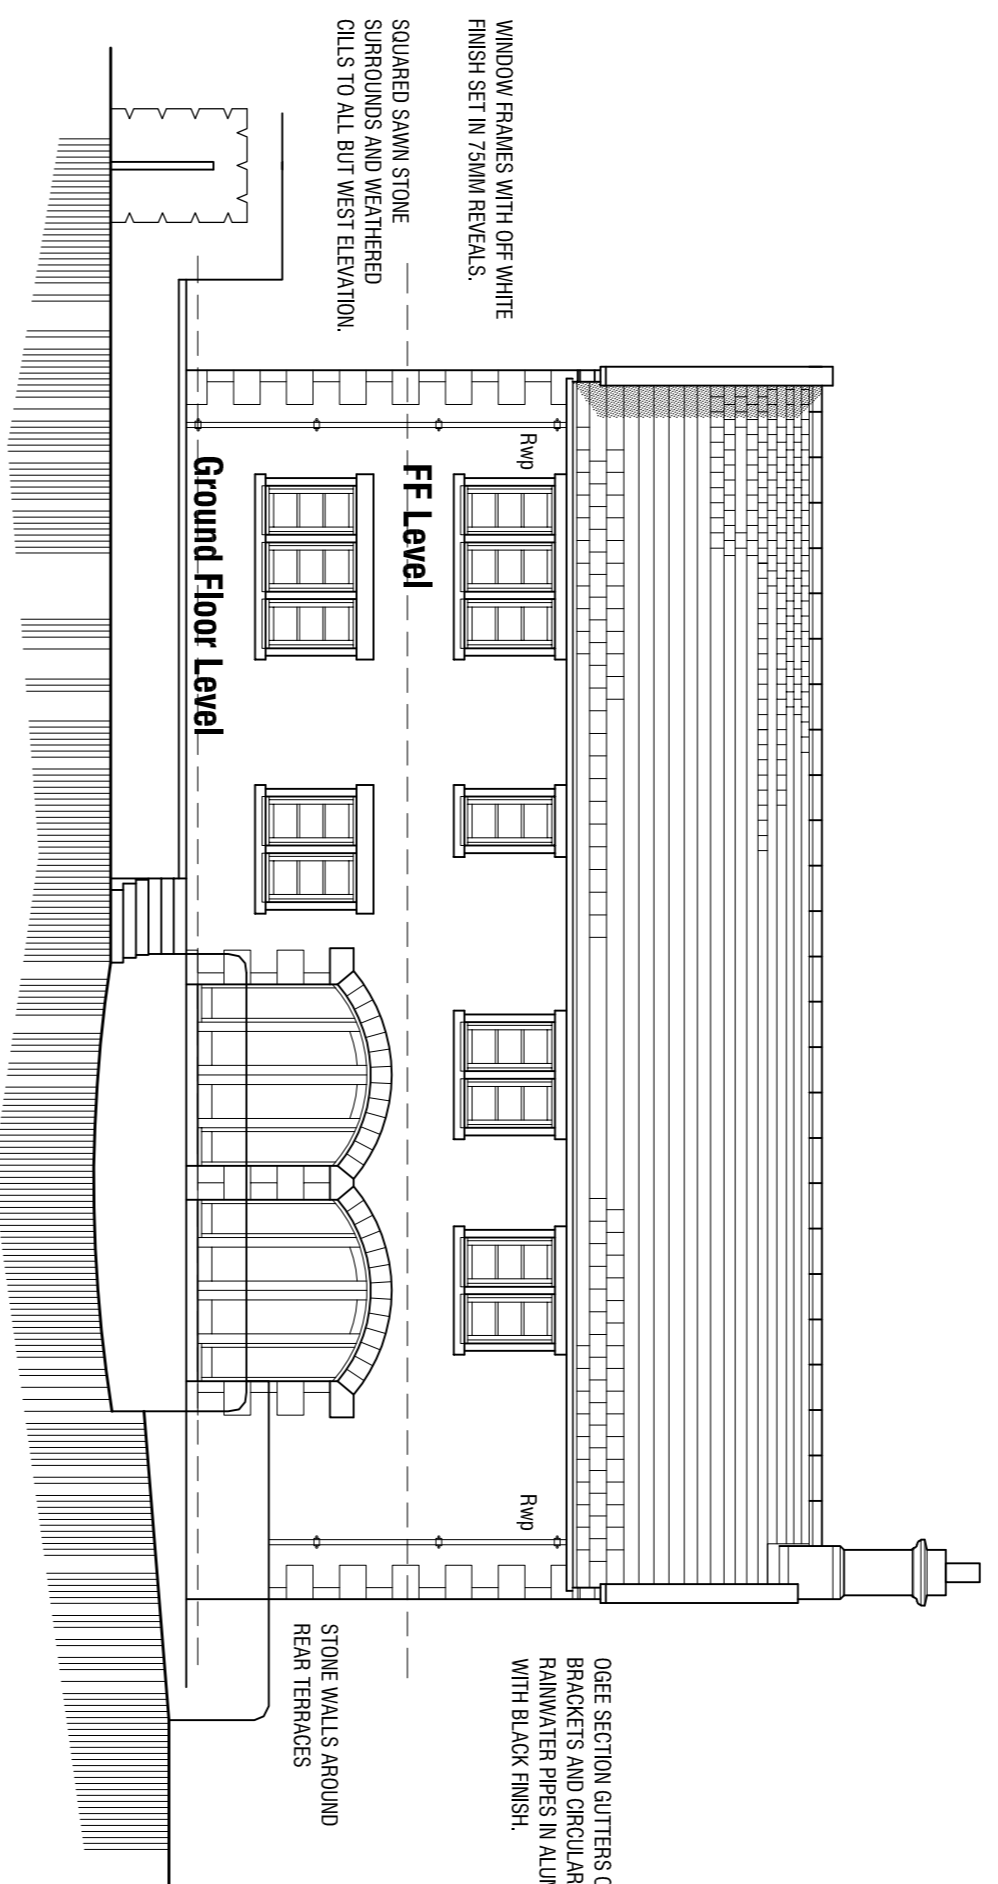 WINDOW FRAMES WITH OFF WHITE
FINISH SET IN 75MM REVEALS.
SQUARED SAWN STONE
SURROUNDS AND WEATHERED
CILLS TO ALL BUT WEST ELEVATION.
Rwp
FF Level
Ground Floor Level
Rwp
OGEE SECTION GUTTERS
BRACKETS AND CIRCULAR
RAINWATER PIPES IN
WITH BLACK FINISH.
STONE WALLS AROUND
REAR TERRACES